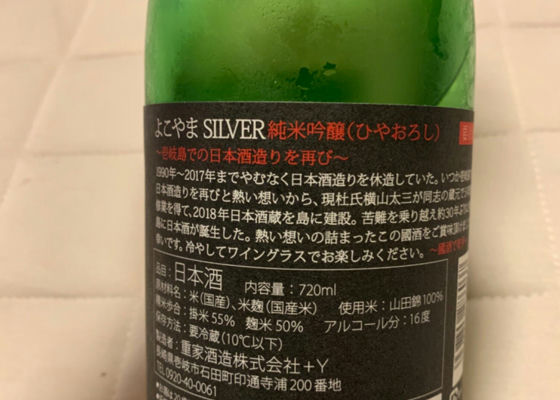 よこやま SILVER 純米吟醸(ひやおろし)
~壱岐島での日本酒造りを再び~
1990年~2017年までやむなく日本酒造りを休造していた。いつか壱岐
日本酒造りを再びと熱い想いから、現杜氏横山太三が同志の蔵元で
修業を得て、2018年日本酒蔵を島に建設。苦難を乗り越え約30年ぶりに
島に日本酒が誕生した。熱い想いの詰まったこの國酒をご賞味頂け
幸いです。冷やしてワイングラスでお楽しみください。~國酒で
品目:日本酒 内容量:720ml
原材料名:米(国産)、米麹(国産米) 使用米:山田錦100%
精米歩合:掛米55% 麹米50% アルコール分:16度
保存方法:要冷蔵(10℃以下)
製造者:重家酒造株式会社+Y
長崎県壱岐市石田町印通寺浦200番地
TEL 0920-40-0061